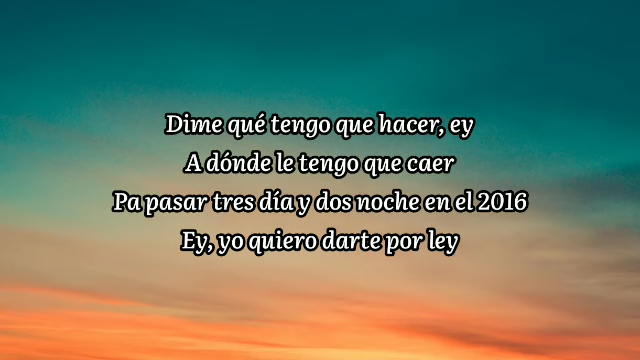 Dime qué tengo que hacer, ey
A dónde le tengo que caer
Pa pasar tres día y dos noche en el 2016
Ey, yo quiero darte por ley